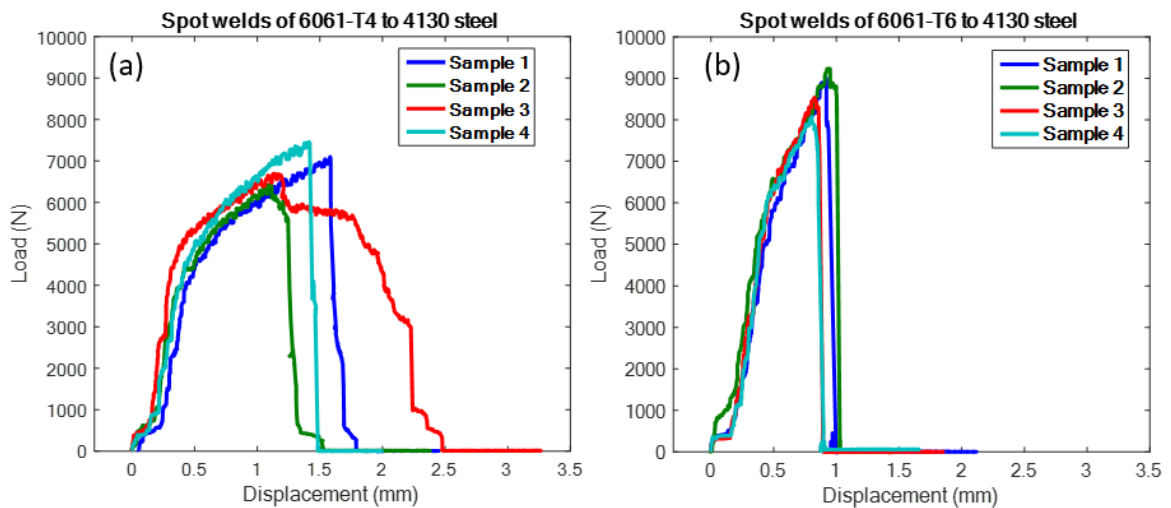 Spot welds of 6061-T4 to 4130 steel
(a)
Sample 1
Sample 2
Sample 3
Sample 4
10000
9000
8000
7000
6000
5000
4000
3000
2000
1000
0
Load (N)
0 0.5 1 1.5 2 2.5 3 3.5
Displacement (mm)
Spot welds of 6061-T6 to 4130 steel
(b)
Sample 1
Sample 2
Sample 3
Sample 4
10000
9000
8000
7000
6000
5000
4000
3000
2000
1000
0
Load (N)
0 0.5 1 1.5 2 2.5 3 3.5
Displacement (mm)